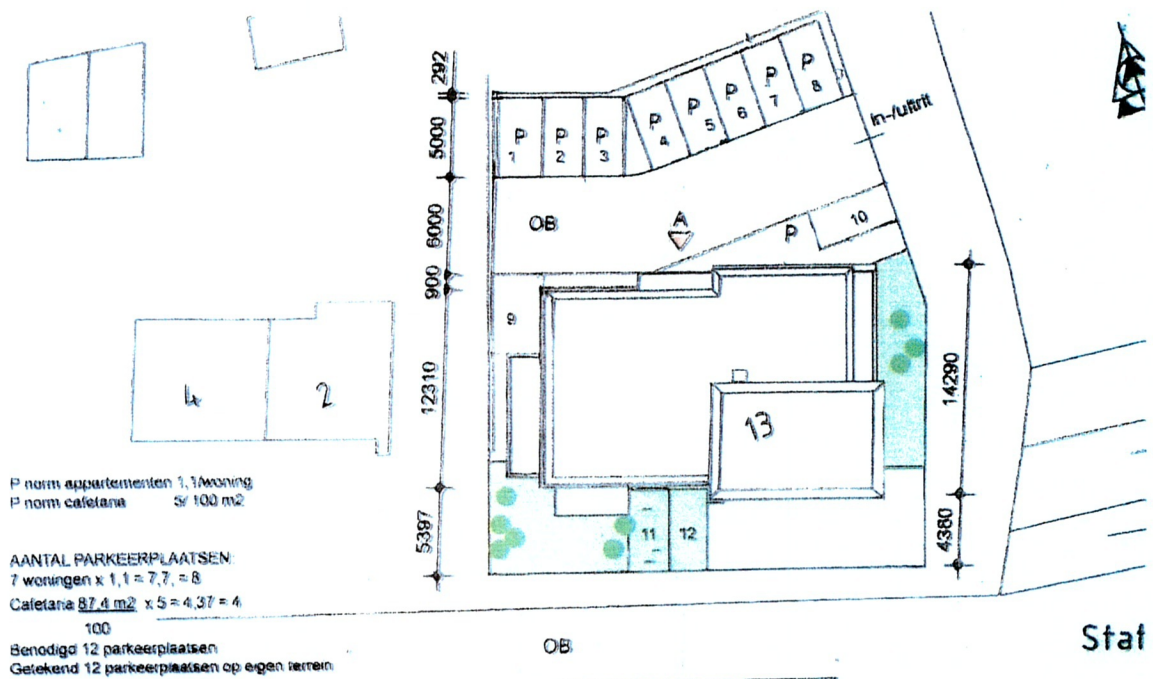 292
5000
6000
900
12310
5397
P 1
P 2
P 3
P 4
P 5
P 6
P 7
P 8
in-/uitrit
OB
A
P
10
9
14290
4380
4
2
13
11
12
P norm appartementen 1,1/woning
P norm cafetaria 5/ 100 m2
AANTAL PARKEERPLAATSEN:
7 woningen x 1,1 = 7,7, = 8
Cafetaria 87,4 m2 x 5 = 4,37 = 4
100
Benodigd 12 parkeerplaatsen
Getekend 12 parkeerplaatsen op eigen terrein
OB
Stat